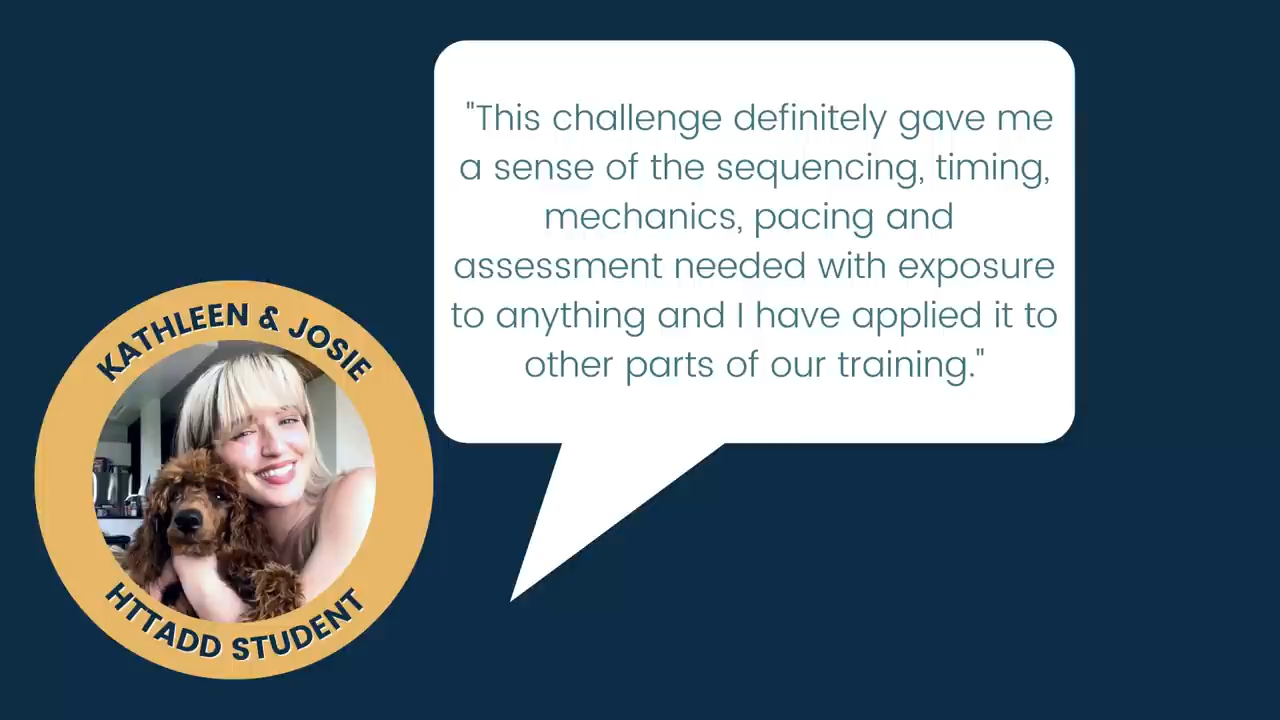 "This challenge definitely gave me
a sense of the sequencing, timing,
mechanics, pacing and
assessment needed with exposure
to anything and I have applied it to
other parts of our training."
KATHLEEN & JOSIE
HTTADD STUDENT